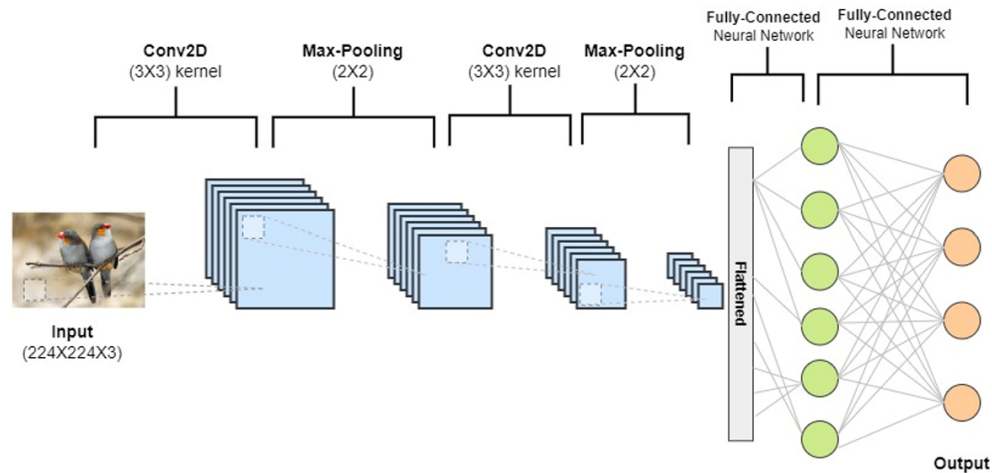 Conv2D
(3X3) kernel
Max-Pooling
(2X2)
Conv2D
(3X3) kernel
Max-Pooling
(2X2)
Fully-Connected
Neural Network
Fully-Connected
Neural Network
Input
(224X224X3)
Flattened
Output